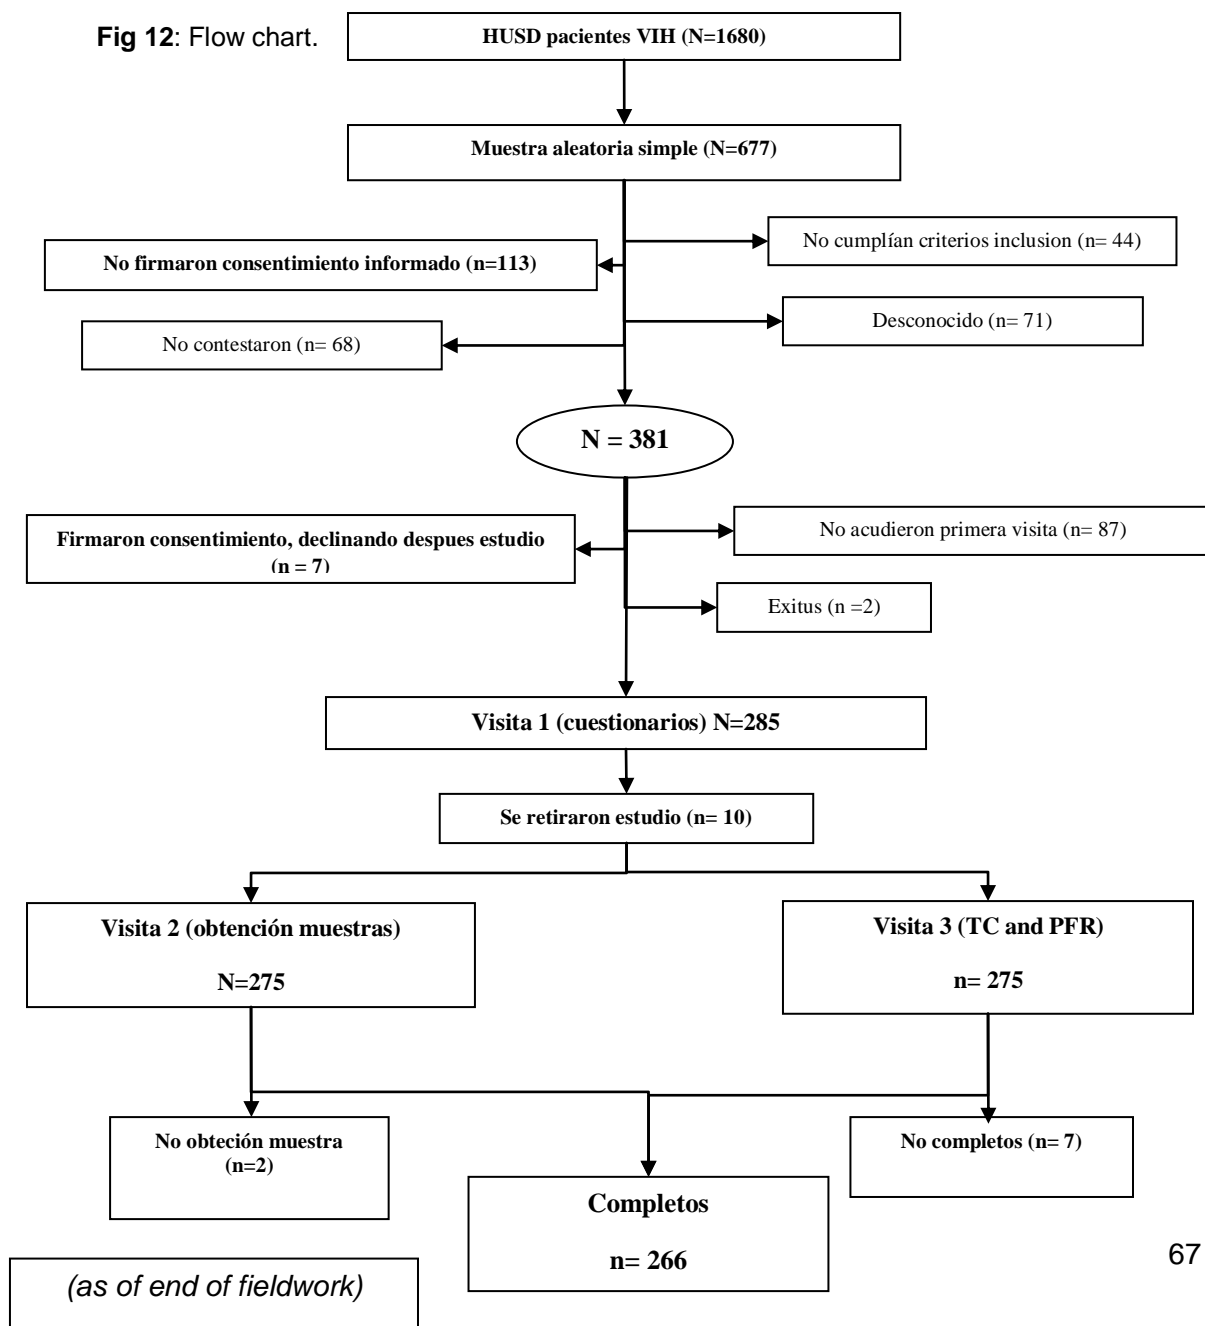 Fig 12: Flow chart.
HUSD pacientes VIH (N=1680)
Muestra aleatoria simple (N=677)
No cumplían criterios inclusion (n= 44)
No firmaron consentimiento informado (n=113)
Desconocido (n= 71)
No contestaron (n= 68)
N = 381
No acudieron primera visita (n= 87)
Firmaron consentimiento, declinando despues estudio
(n = 7)
Exitus (n =2)
Visita 1 (cuestionarios) N=285
Se retiraron estudio (n= 10)
Visita 2 (obtención muestras)
N=275
Visita 3 (TC and PFR)
n= 275
No obteción muestra
(n=2)
No completos (n= 7)
Completos
n= 266
(as of end of fieldwork)
67